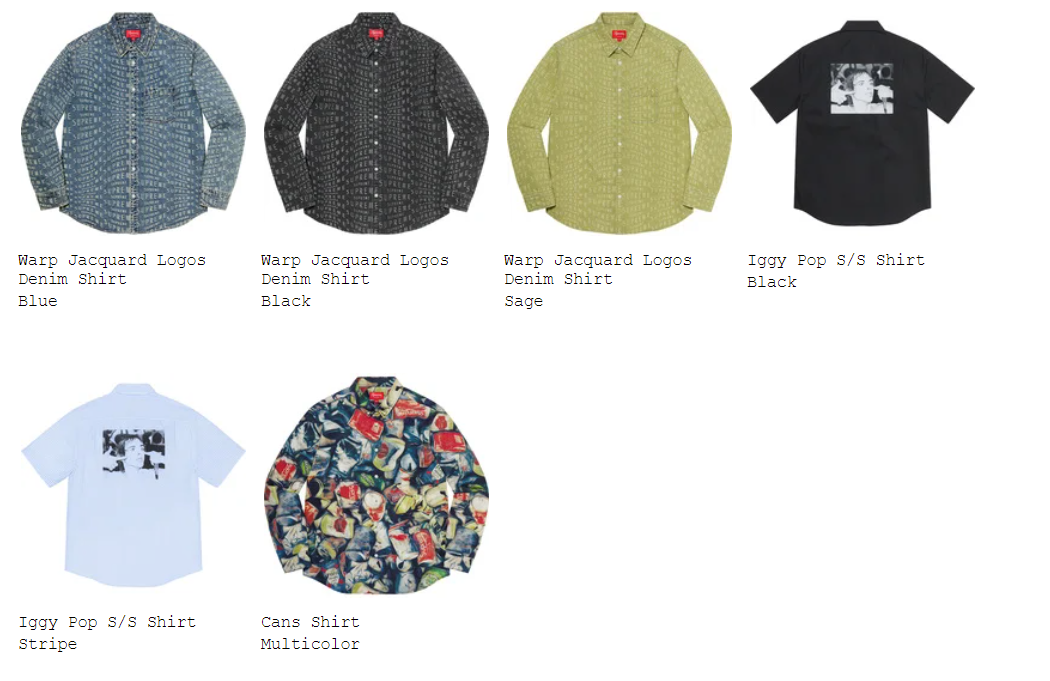 Warp Jacquard Logos
Denim Shirt
Blue
Warp Jacquard Logos
Denim Shirt
Black
Warp Jacquard Logos
Denim Shirt
Sage
Iggy Pop S/S Shirt
Black
Iggy Pop S/S Shirt
Stripe
Cans Shirt
Multicolor